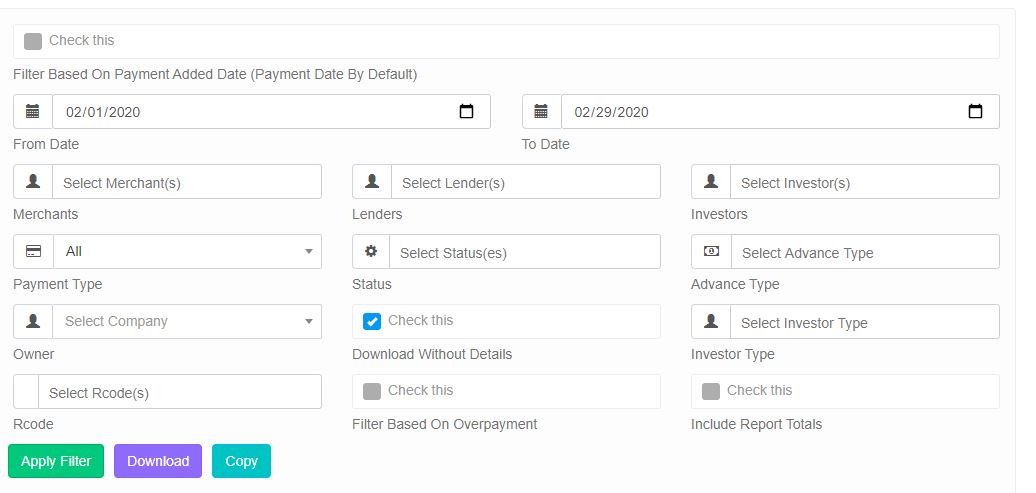 Check this
Filter Based On Payment Added Date (Payment Date By Default)
02/01/2020 02/29/2020
From Date To Date
Select Merchant(s) Select Lender(s) Select Investor(s)
Merchants Lenders Investors
All Select Status(es) Select Advance Type
Payment Type Status Advance Type
Select Company Check this Select Investor Type
Owner Download Without Details Investor Type
Select Rcode(s) Check this Check this
Rcode Filter Based On Overpayment Include Report Totals
Apply Filter Download Copy